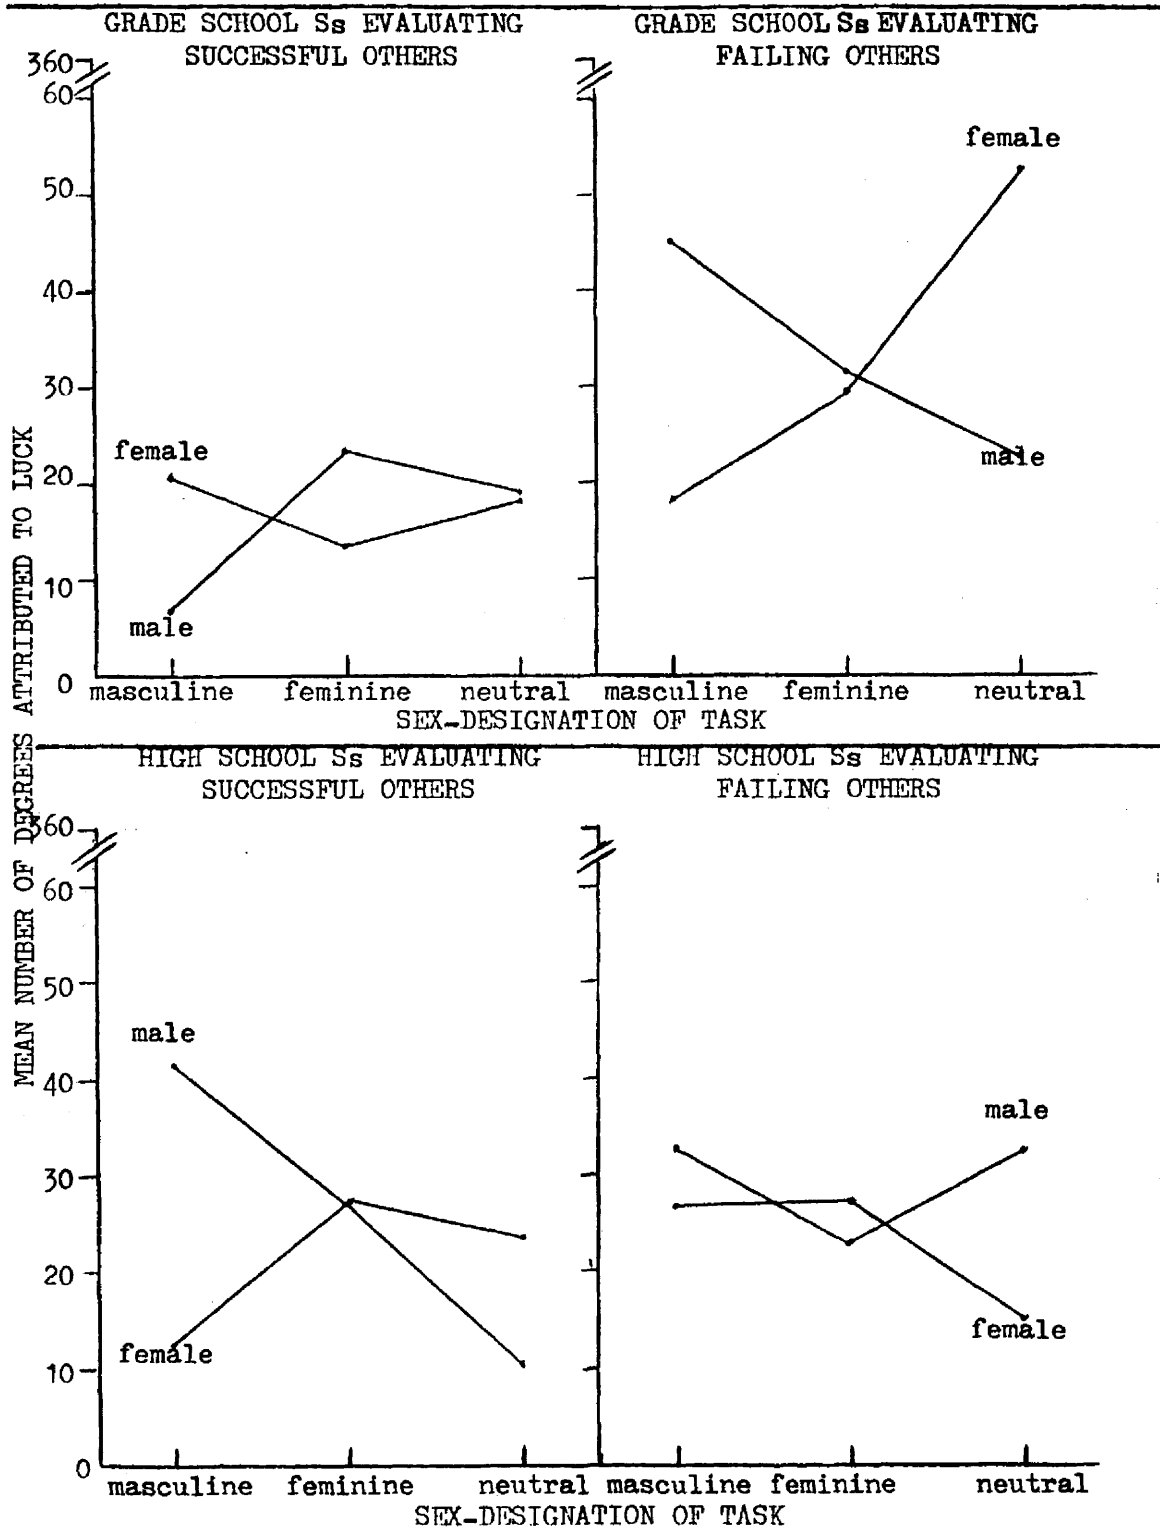 GRADE SCHOOL Ss EVALUATING
SUCCESSFUL OTHERS
GRADE SCHOOL Ss EVALUATING
FAILING OTHERS
360
60
50
40
30
20
10
0
female
male
female
male
masculine feminine neutral masculine feminine neutral
SEX-DESIGNATION OF TASK
MEAN NUMBER OF DEGREES ATTRIBUTED TO LUCK
HIGH SCHOOL Ss EVALUATING
SUCCESSFUL OTHERS
HIGH SCHOOL Ss EVALUATING
FAILING OTHERS
360
60
50
40
30
20
10
0
male
female
male
female
masculine feminine neutral masculine feminine neutral
SEX-DESIGNATION OF TASK